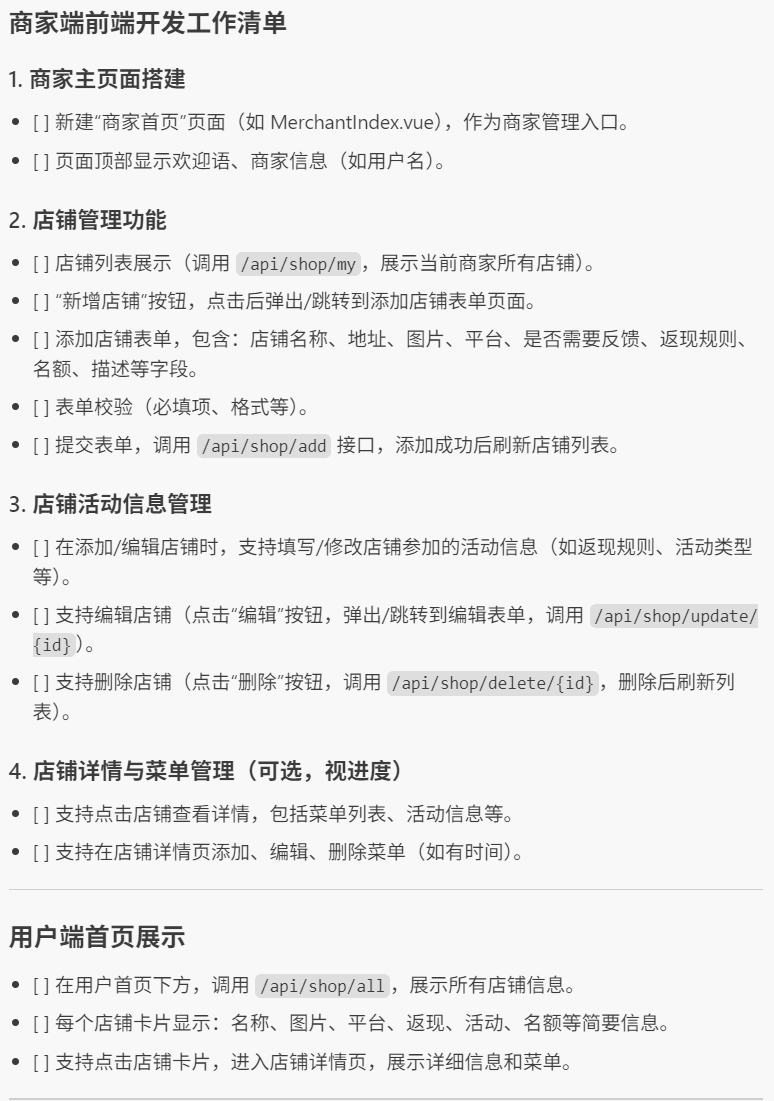 商家端前端开发工作清单
1. 商家主页面搭建
• [ ] 新建“商家首页”页面（如 MerchantIndex.vue），作为商家管理入口。
• [ ] 页面顶部显示欢迎语、商家信息（如用户名）。
2. 店铺管理功能
• [ ] 店铺列表展示（调用 /api/shop/my，展示当前商家所有店铺）。
• [ ] “新增店铺”按钮，点击后弹出/跳转到添加店铺表单页面。
• [ ] 添加店铺表单，包含：店铺名称、地址、图片、平台、是否需要反馈、返现规则、
名额、描述等字段。
• [ ] 表单校验（必填项、格式等）。
• [ ] 提交表单，调用 /api/shop/add 接口，添加成功后刷新店铺列表。
3. 店铺活动信息管理
• [ ] 在添加/编辑店铺时，支持填写/修改店铺参加的活动信息（如返现规则、活动类型
等）。
• [ ] 支持编辑店铺（点击“编辑”按钮，弹出/跳转到编辑表单，调用 /api/shop/update/
{id}）。
• [ ] 支持删除店铺（点击“删除”按钮，调用 /api/shop/delete/{id}，删除后刷新列
表）。
4. 店铺详情与菜单管理（可选，视进度）
• [ ] 支持点击店铺查看详情，包括菜单列表、活动信息等。
• [ ] 支持在店铺详情页添加、编辑、删除菜单（如有时间）。
用户端首页展示
• [ ] 在用户首页下方，调用 /api/shop/all，展示所有店铺信息。
• [ ] 每个店铺卡片显示：名称、图片、平台、返现、活动、名额等简要信息。
• [ ] 支持点击店铺卡片，进入店铺详情页，展示详细信息和菜单。